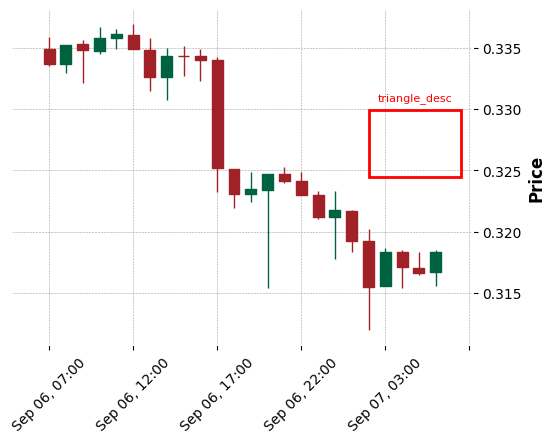 triangle_desc
0.335
0.330
0.325
0.320
0.315
Price
Sep 06, 07:00
Sep 06, 12:00
Sep 06, 17:00
Sep 06, 22:00
Sep 07, 03:00